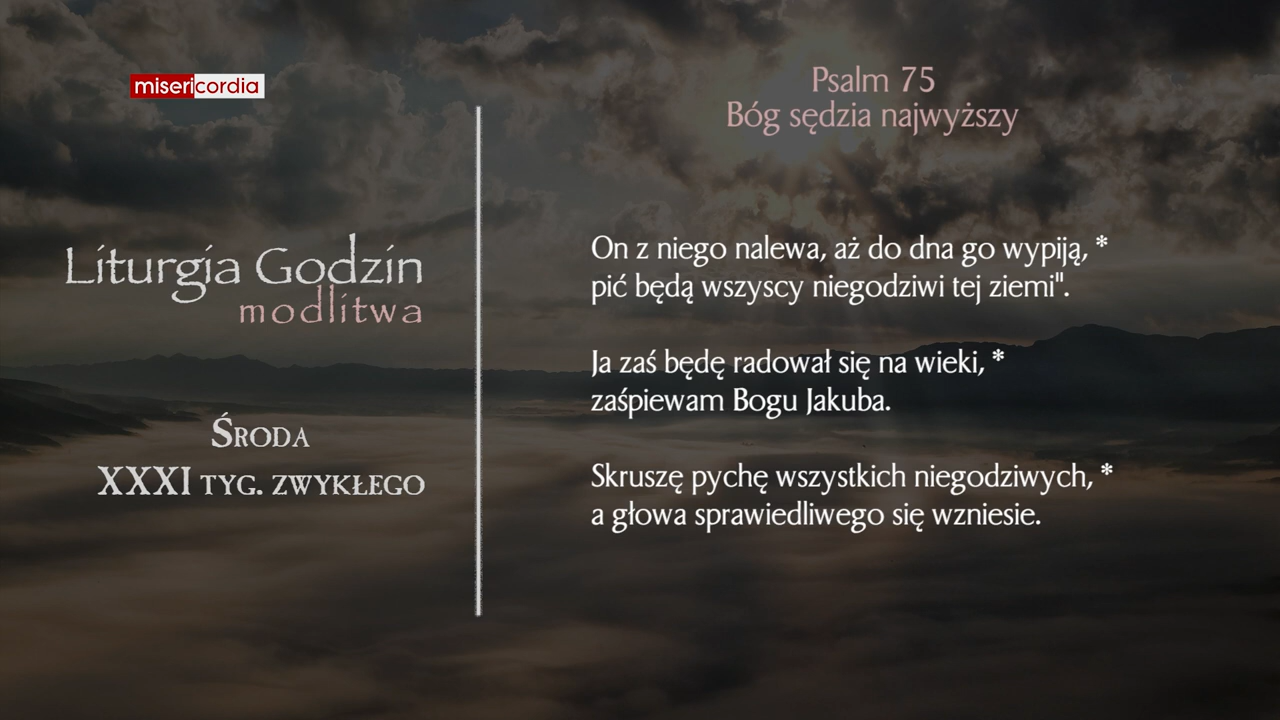 misericordia
Liturgia Godzin
modlitwa
Środa
XXXI tyg. zwykłego
Psalm 75
Bóg sędzia najwyższy
On z niego nalewa, aż do dna go wypiją, *
pić będą wszyscy niegodziwi tej ziemi".
Ja zaś będę radował się na wieki, *
zaśpiewam Bogu Jakuba.
Skruszę pychę wszystkich niegodziwych, *
a głowa sprawiedliwego się wzniesie.